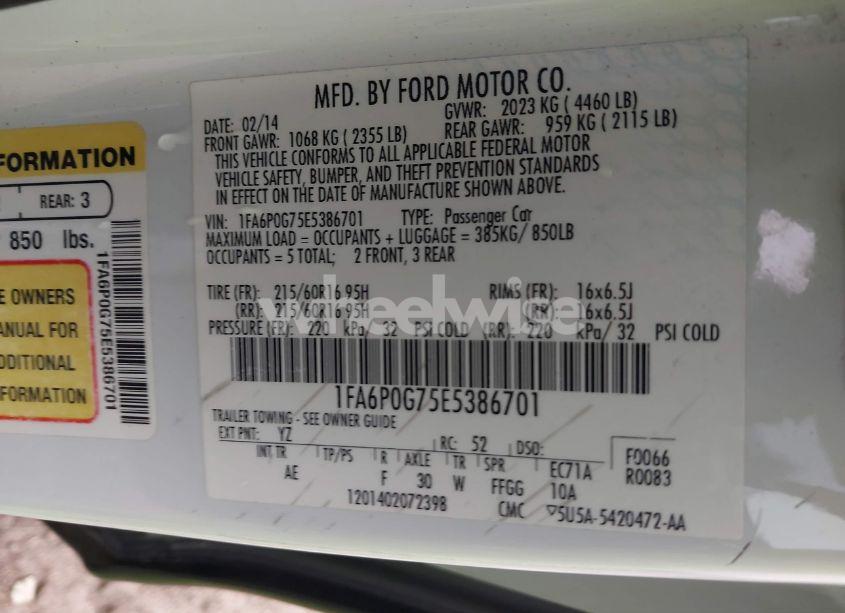 MFD. BY FORD MOTOR CO.
DATE: 02/14 GVWR: 2023 KG ( 4460 LB)
FRONT GAWR: 1068 KG ( 2355 LB) REAR GAWR: 959 KG ( 2115 LB)
THIS VEHICLE CONFORMS TO ALL APPLICABLE FEDERAL MOTOR
VEHICLE SAFETY, BUMPER, AND THEFT PREVENTION STANDARDS
IN EFFECT ON THE DATE OF MANUFACTURE SHOWN ABOVE.
VIN: 1FA6P0G75E5386701 TYPE: Passenger Car
MAXIMUM LOAD = OCCUPANTS + LUGGAGE = 385KG/ 850LB
OCCUPANTS = 5 TOTAL; 2 FRONT, 3 REAR
TIRE (FR): 215/60R16 95H RIMS (FR): 16x6.5J
(RR): 215/60R16 95H (RR): 16x6.5J
PRESSURE (FR): 220 kPa/ 32 PSI COLD (RR): 220 kPa/ 32 PSI COLD
1FA6P0G75E5386701
TRAILER TOWING - SEE OWNER GUIDE
EXT PNT: YZ RC: 52 DSO: F0066
INT TR TP/PS R AXLE TR SPR EC71A R0083
AE F 30 W FFGG 10A
1201402072398 CMC ▽5U5A-5420472-AA
FORMATION
REAR: 3
850 lbs.
E OWNERS
ANUAL FOR
DDITIONAL
FORMATION
1FA6P0G75E5386701
wheelwise